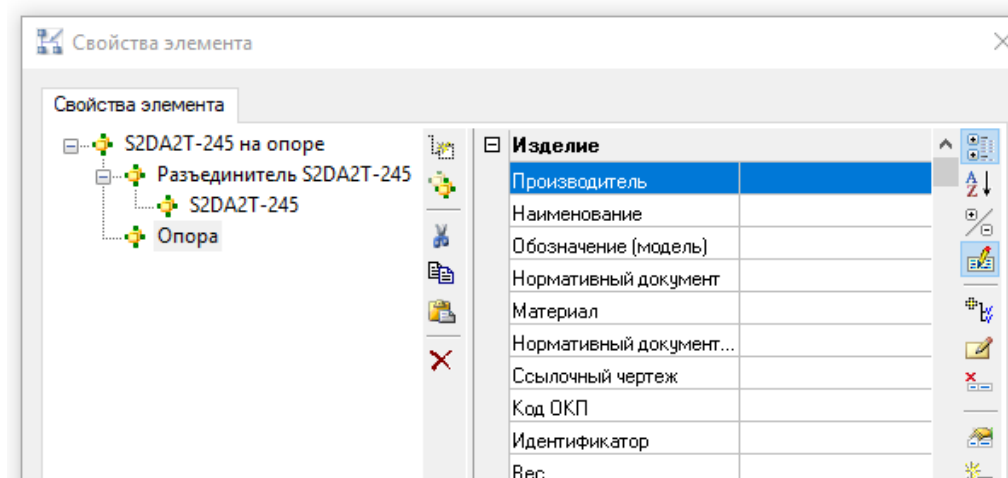 Свойства элемента
Свойства элемента
S2DA2T-245 на опоре
Разъединитель S2DA2T-245
S2DA2T-245
Опора
Изделие
Производитель
Наименование
Обозначение (модель)
Нормативный документ
Материал
Нормативный документ...
Ссылочный чертеж
Код ОКП
Идентификатор
Вес